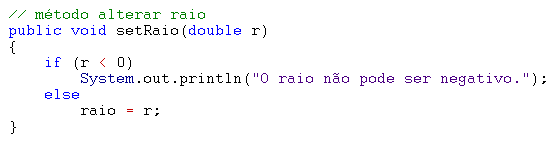 // método alterar raio
public void setRaio(double r)
{
    if (r < 0)
        System.out.println("O raio não pode ser negativo.");
    else
        raio = r;
}